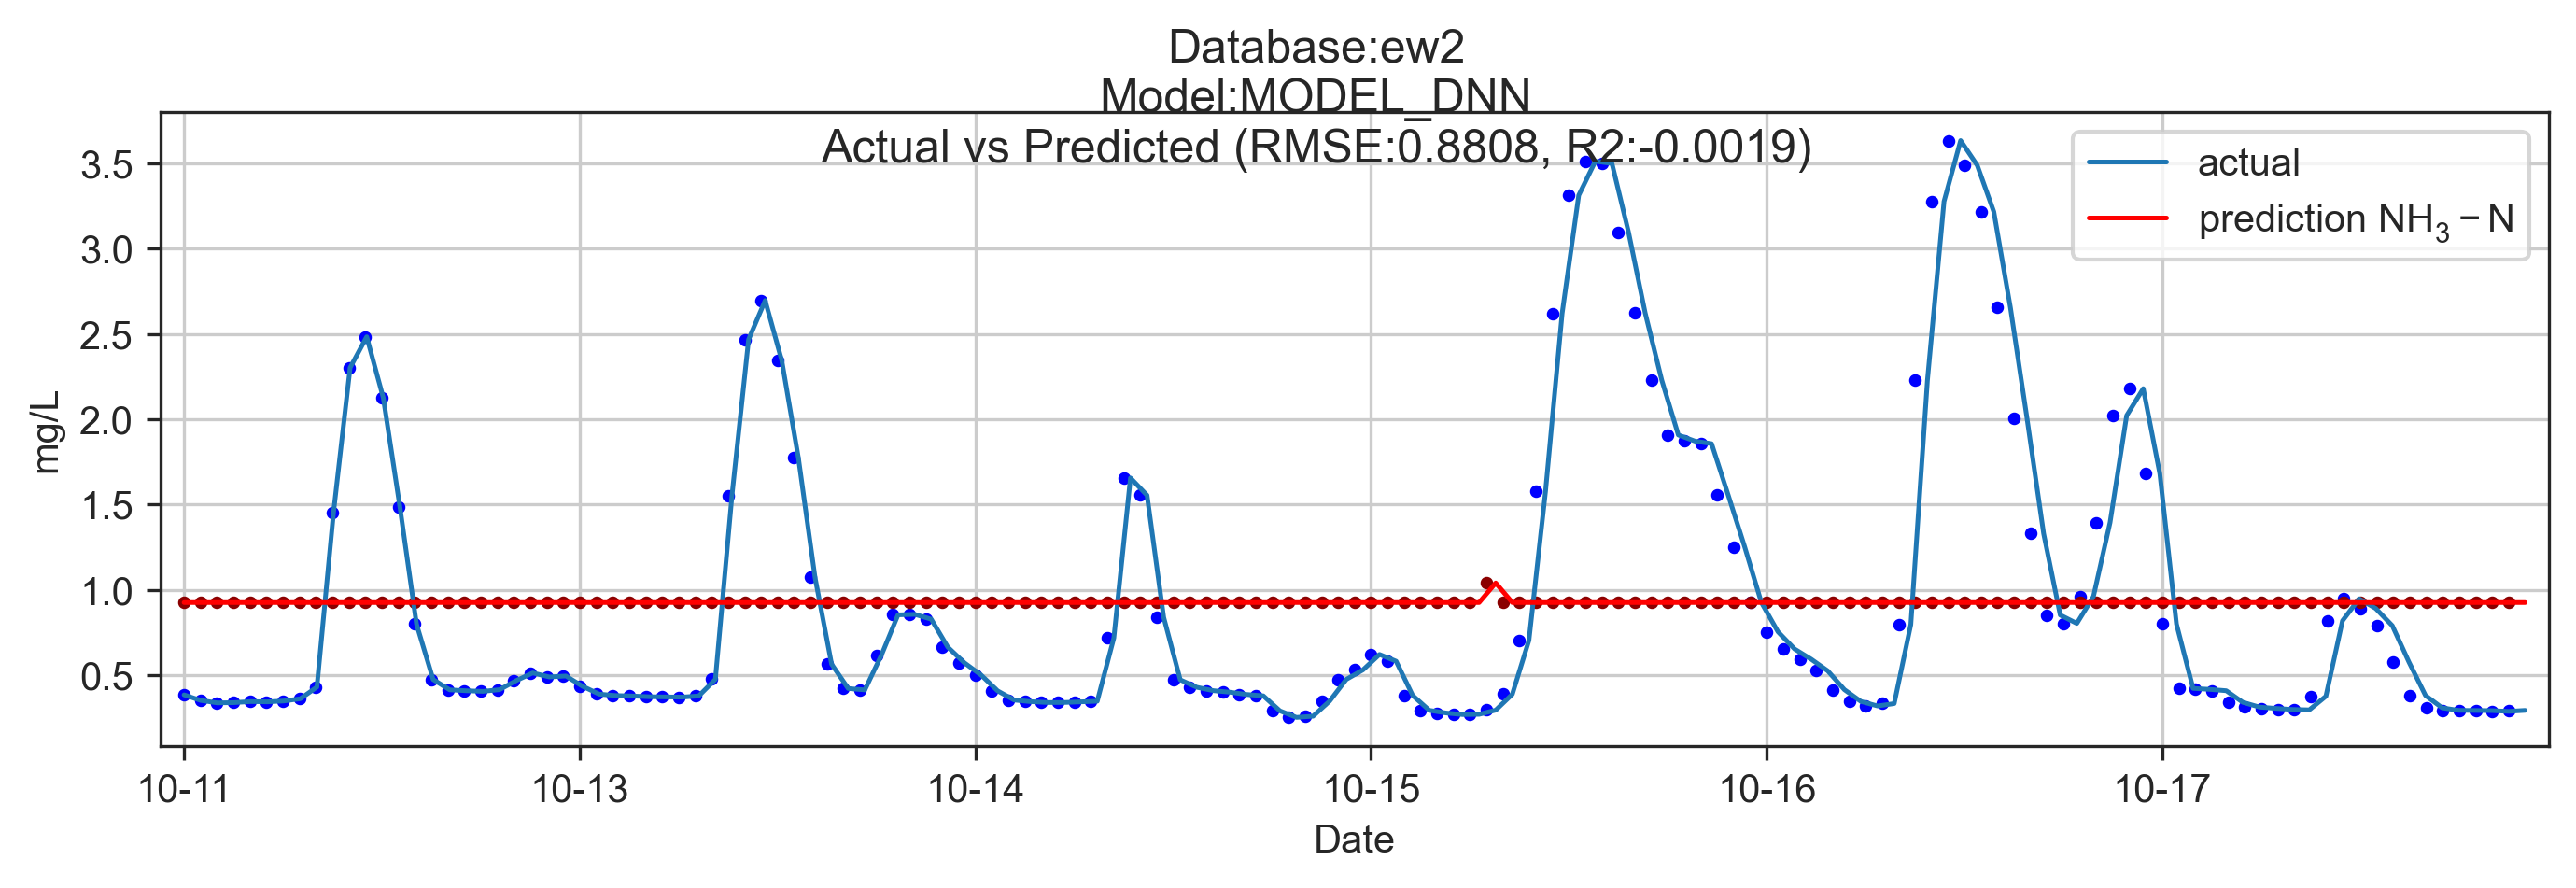 Database:ew2
Model:MODEL_DNN
Actual vs Predicted (RMSE:0.8808, R2:-0.0019)
actual
prediction NH₃ − N
3.5
3.0
2.5
2.0
1.5
1.0
0.5
mg/L
10-11 10-13 10-14 10-15 10-16 10-17
Date